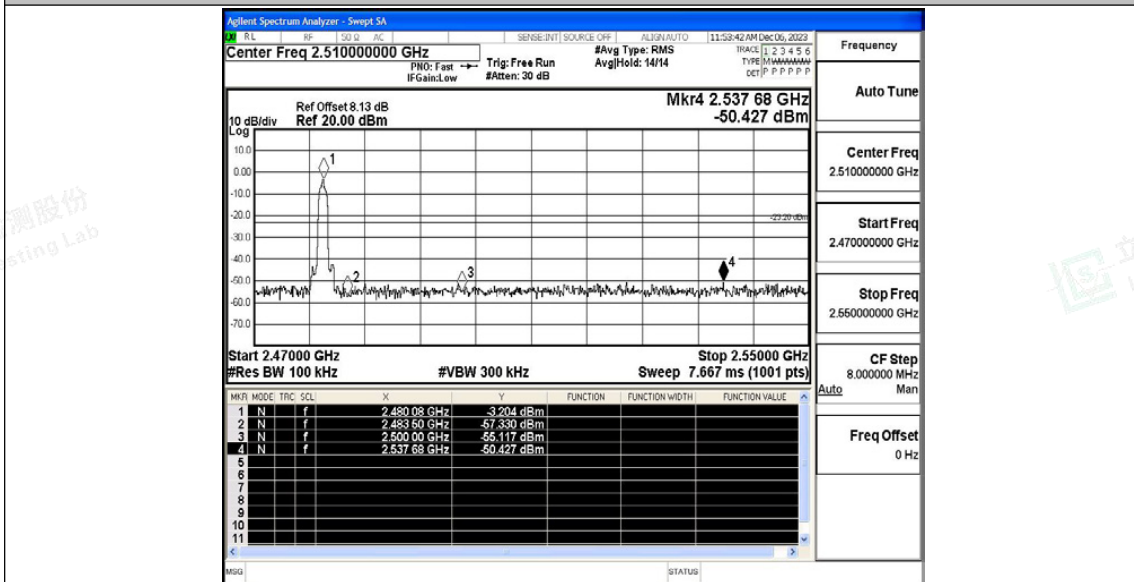 Agilent Spectrum Analyzer - Swept SA
RL RF 50 Ω AC SENSE:INT SOURCE OFF ALIGNAUTO 11:53:42 AM Dec 06, 2023
Center Freq 2.510000000 GHz
PNO: Fast
IFGain:Low
Trig: Free Run
#Atten: 30 dB
#Avg Type: RMS
Avg|Hold: 14/14
TRACE 1 2 3 4 5 6
TYPE M
DET P P P P P P
Ref Offset 8.13 dB
10 dB/div Ref 20.00 dBm
Log
Mkr4 2.537 68 GHz
-50.427 dBm
10.0
0.00
-10.0
-20.0
-30.0
-40.0
-50.0
-60.0
-70.0
1
2
3
4
-23.20 dBm
Start 2.47000 GHz Stop 2.55000 GHz
#Res BW 100 kHz #VBW 300 kHz Sweep 7.667 ms (1001 pts)
MKR MODE TRC SCL X Y FUNCTION FUNCTION WIDTH FUNCTION VALUE
1 N f 2.480 08 GHz -3.204 dBm
2 N f 2.483 50 GHz -57.330 dBm
3 N f 2.500 00 GHz -55.117 dBm
4 N f 2.537 68 GHz -50.427 dBm
5
6
7
8
9
10
11
MSG STATUS
Frequency
Auto Tune
Center Freq
2.510000000 GHz
Start Freq
2.470000000 GHz
Stop Freq
2.550000000 GHz
CF Step
8.000000 MHz
Auto Man
Freq Offset
0 Hz
测股份
sting Lab